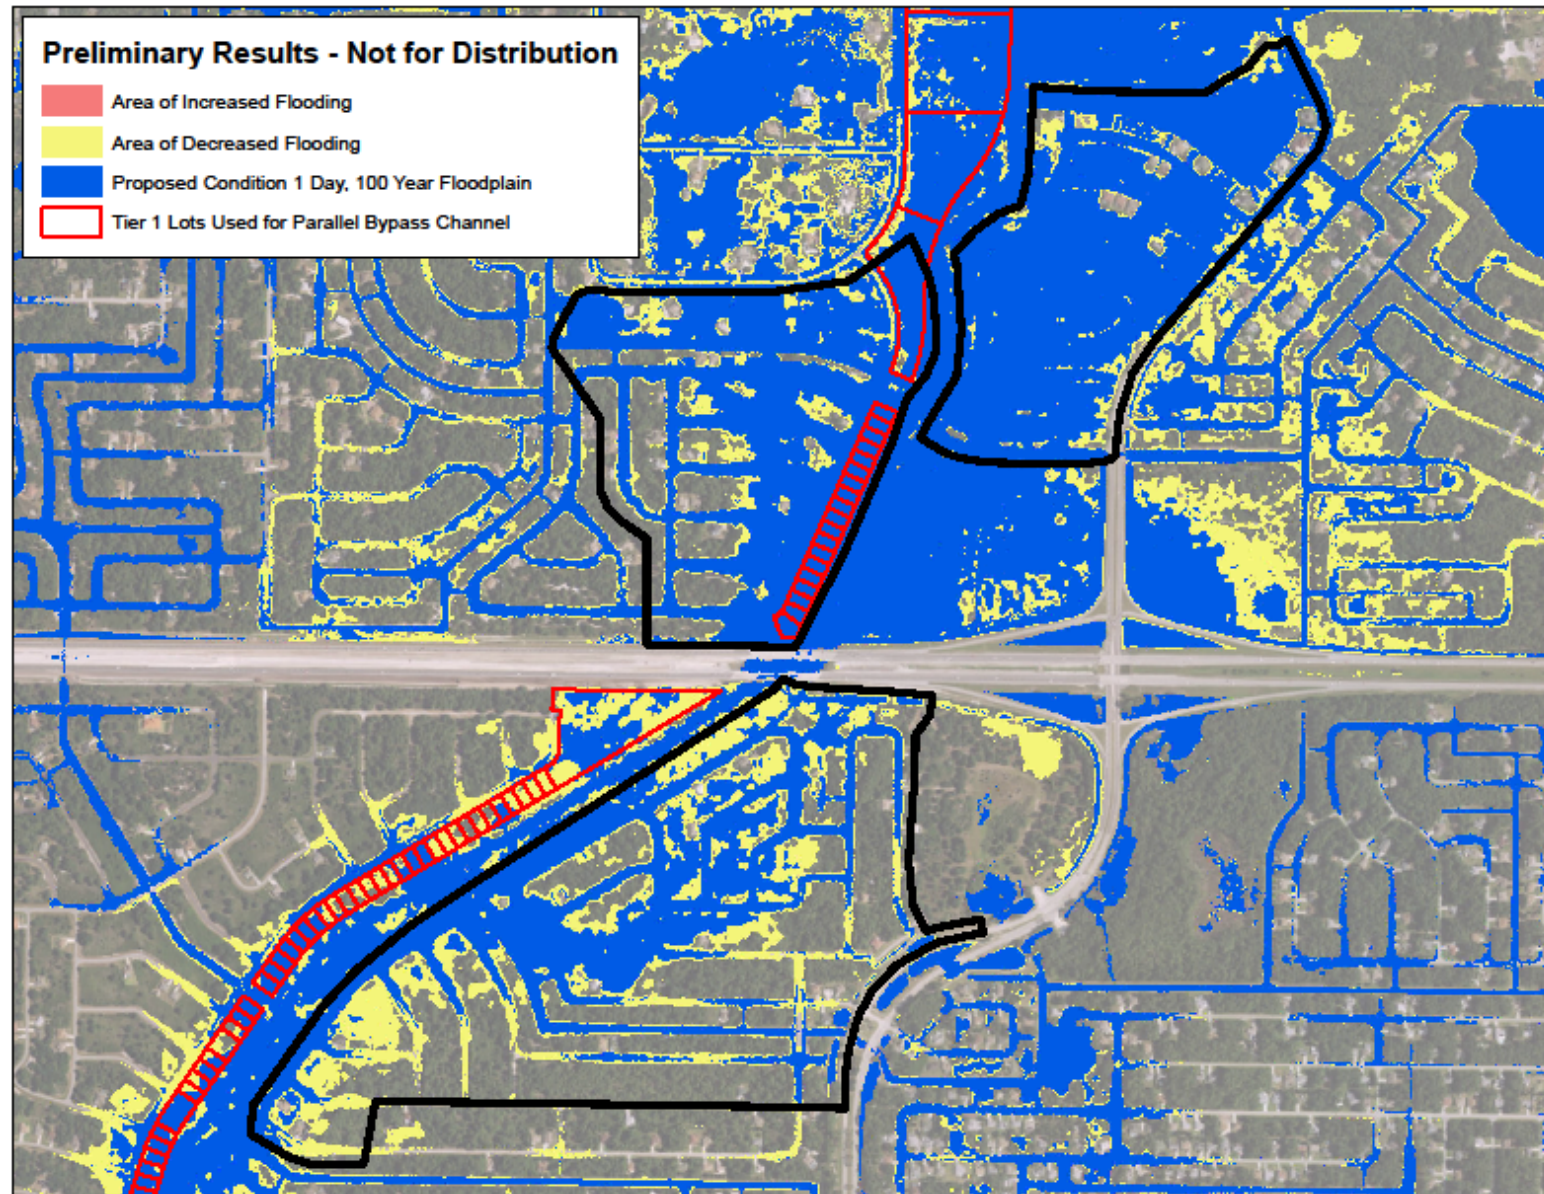 Preliminary Results - Not for Distribution
Area of Increased Flooding
Area of Decreased Flooding
Proposed Condition 1 Day, 100 Year Floodplain
Tier 1 Lots Used for Parallel Bypass Channel